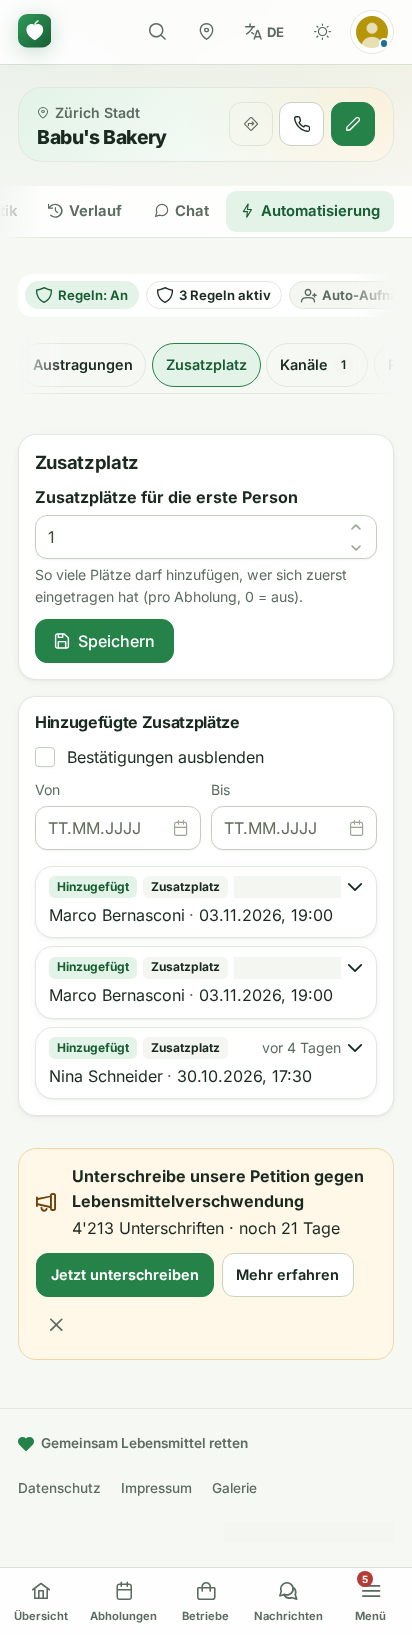 DE
Zürich Stadt
Babu's Bakery
tik Verlauf Chat Automatisierung
Regeln: An 3 Regeln aktiv Auto-Aufn
Austragungen Zusatzplatz Kanäle 1
Zusatzplatz
Zusatzplätze für die erste Person
1
So viele Plätze darf hinzufügen, wer sich zuerst
eingetragen hat (pro Abholung, 0 = aus).
Speichern
Hinzugefügte Zusatzplätze
Bestätigungen ausblenden
Von Bis
TT.MM.JJJJ TT.MM.JJJJ
Hinzugefügt Zusatzplatz
Marco Bernasconi · 03.11.2026, 19:00
Hinzugefügt Zusatzplatz
Marco Bernasconi · 03.11.2026, 19:00
Hinzugefügt Zusatzplatz vor 4 Tagen
Nina Schneider · 30.10.2026, 17:30
Unterschreibe unsere Petition gegen
Lebensmittelverschwendung
4'213 Unterschriften · noch 21 Tage
Jetzt unterschreiben Mehr erfahren
Gemeinsam Lebensmittel retten
Datenschutz Impressum Galerie
5
Übersicht Abholungen Betriebe Nachrichten Menü